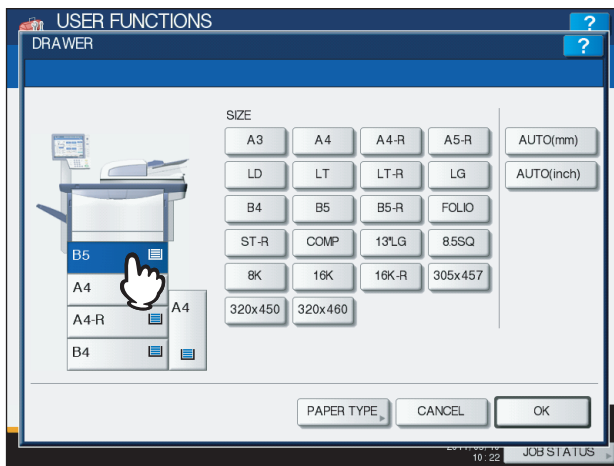 USER FUNCTIONS ?
DRAWER ?
SIZE
A3 A4 A4-R A5-R AUTO(mm)
LD LT LT-R LG AUTO(inch)
B4 B5 B5-R FOLIO
ST-R COMP 13"LG 8.5SQ
8K 16K 16K-R 305x457
320x450 320x460
B5
A4
A4-R
B4
A4
PAPER TYPE CANCEL OK
10:22 JOB STATUS